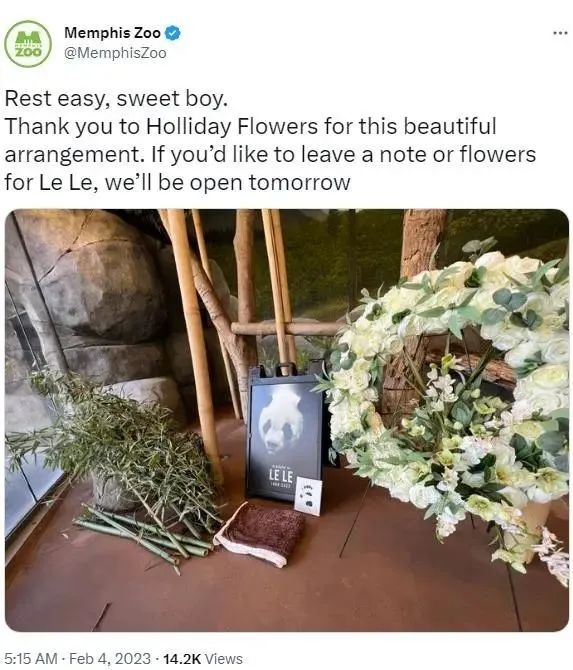 Memphis Zoo
@MemphisZoo
MEMPHIS
ZOO
Rest easy, sweet boy.
Thank you to Holliday Flowers for this beautiful
arrangement. If you’d like to leave a note or flowers
for Le Le, we’ll be open tomorrow
LE LE
5:15 AM · Feb 4, 2023 · 14.2K Views